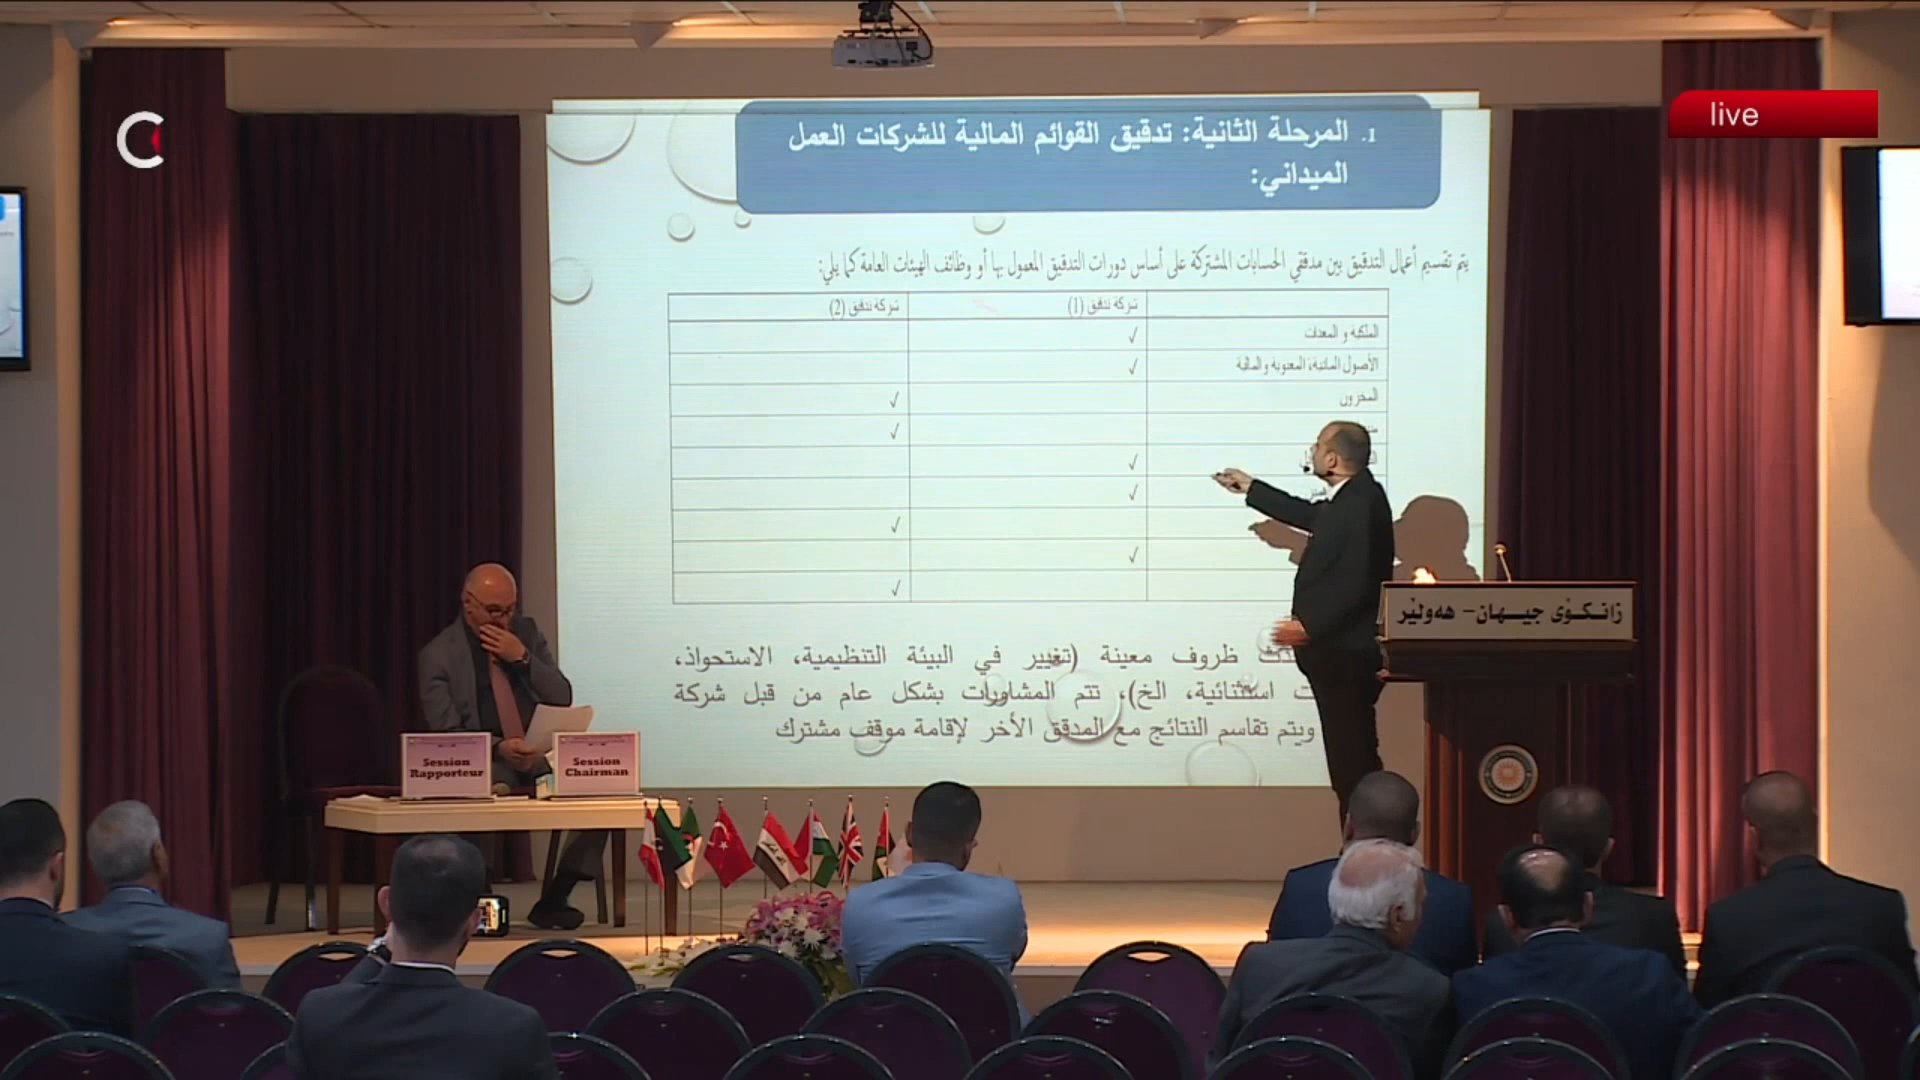 live
1. المرحلة الثانية: تدقيق القوائم المالية للشركات العمل
الميداني:
يتم تقسيم أعمال التدقيق بين مدققي الحسابات المشتركة على أساس دورات التدقيق المعمول بها أو وظائف الهيئات العامة كما يلي:
شركة تدقيق (1) شركة تدقيق (2)
الملكية و المعدات √
الأصول المادية، المعنوية والمالية √
المخزون √
√
√
√
√
√
√
ظروف معينة (تغيير في البيئة التنظيمية، الاستحواذ،
استثنائية، الخ)، تتم المشاورات بشكل عام من قبل شركة
ويتم تقاسم النتائج مع المدقق الأخر لإقامة موقف مشترك
زانکۆی جیهان- هەولێر
Session
Rapporteur
Session
Chairman